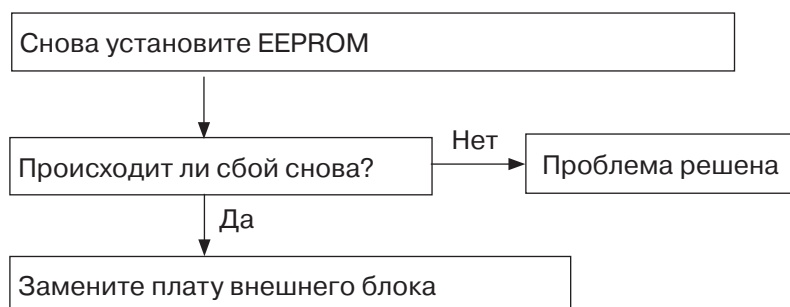 Снова установите EEPROM
Происходит ли сбой снова?
Нет
Проблема решена
Да
Замените плату внешнего блока